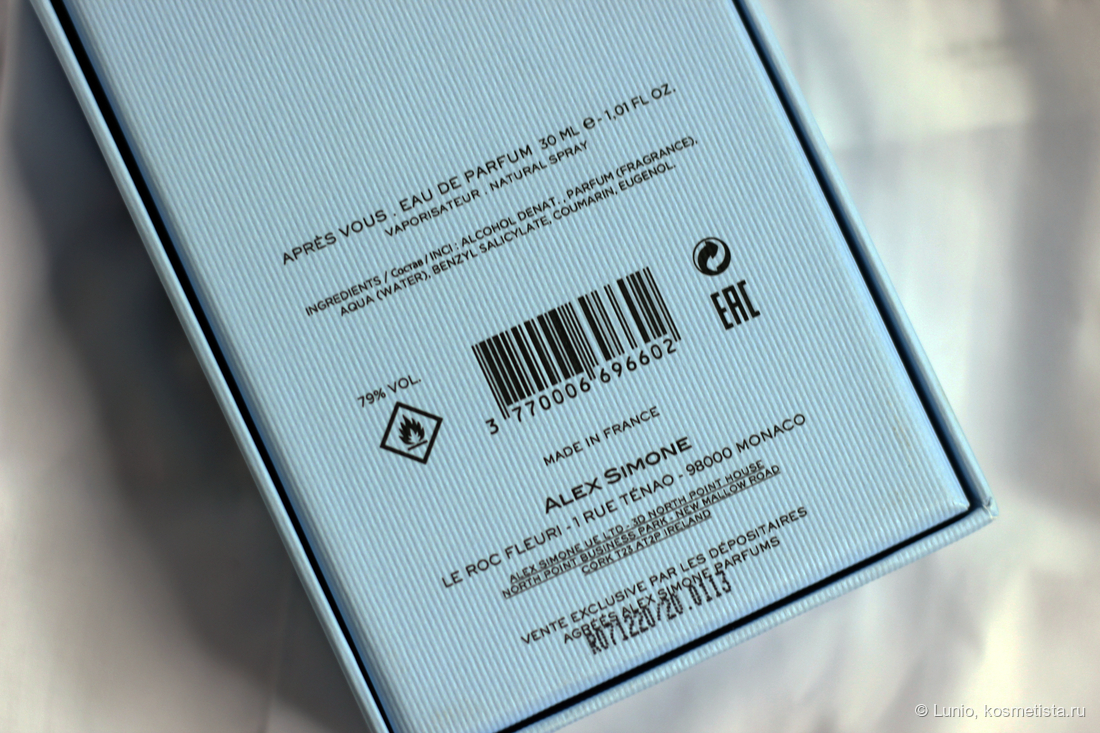 APRÈS VOUS . EAU DE PARFUM 30 ML ℮ - 1,01 FL OZ.
VAPORISATEUR . NATURAL SPRAY
INGREDIENTS / Состав / INCI : ALCOHOL DENAT. , PARFUM (FRAGRANCE),
AQUA (WATER), BENZYL SALICYLATE, COUMARIN, EUGENOL.
EAC
3 770006 696602
79% VOL.
MADE IN FRANCE
ALEX SIMONE
LE ROC FLEURI - 1 RUE TÉNAO - 98000 MONACO
ALEX SIMONE UE LTD - 3D NORTH POINT HOUSE
NORTH POINT BUSINESS PARK - NEW MALLOW ROAD
CORK T23 AT2P IRELAND
VENTE EXCLUSIVE PAR LES DÉPOSITAIRES
AGRÉÉS ALEX SIMONE PARFUMS
R071220/20.0113
© Lunio, kosmetista.ru